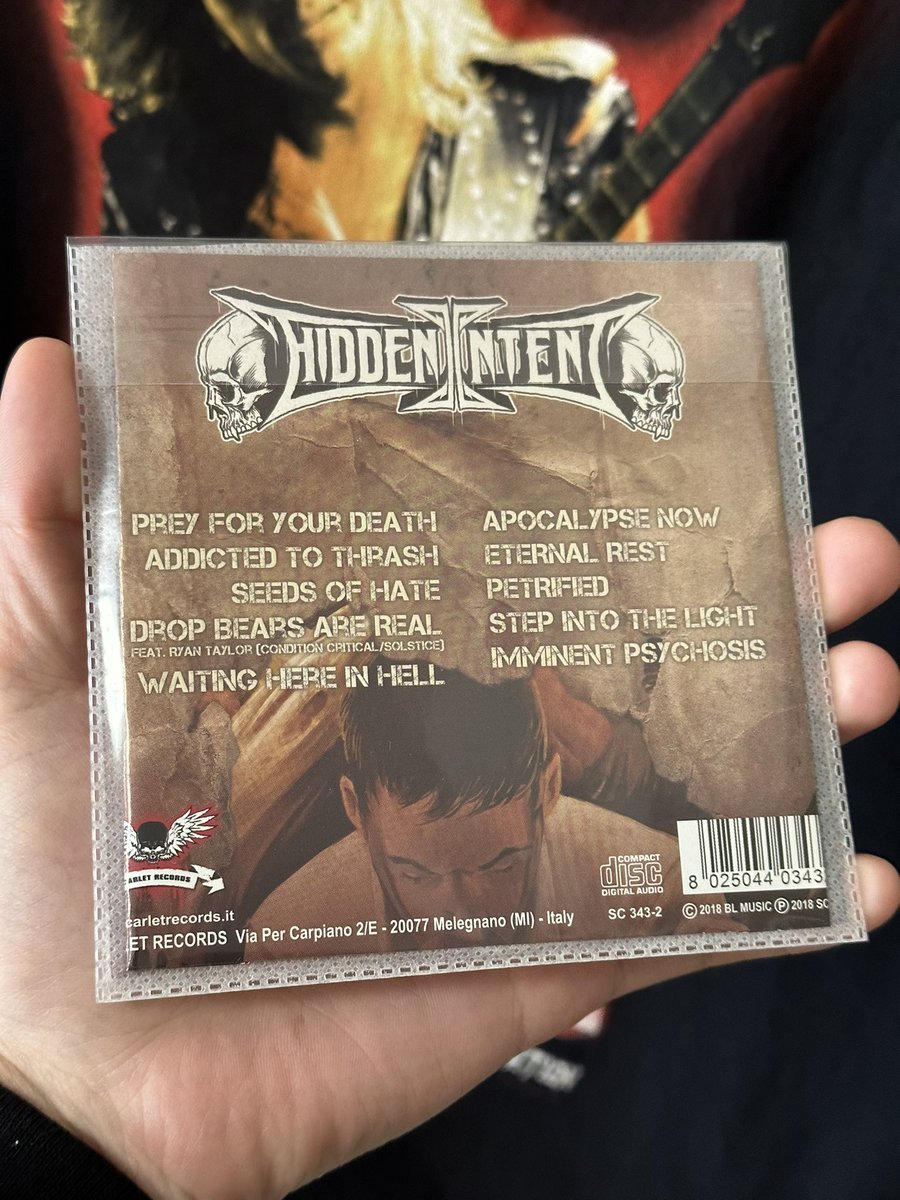 HIDDEN INTENT
PREY FOR YOUR DEATH
ADDICTED TO THRASH
SEEDS OF HATE
DROP BEARS ARE REAL
FEAT. RYAN TAYLOR (CONDITION CRITICAL/SOLSTICE)
WAITING HERE IN HELL
APOCALYPSE NOW
ETERNAL REST
PETRIFIED
STEP INTO THE LIGHT
IMMINENT PSYCHOSIS
ARLET RECORDS
carletrecords.it
ET RECORDS Via Per Carpiano 2/E - 20077 Melegnano (MI) - Italy
COMPACT
disc
DIGITAL AUDIO
SC 343-2
8 025044 0343
© 2018 BL MUSIC ℗ 2018 SC